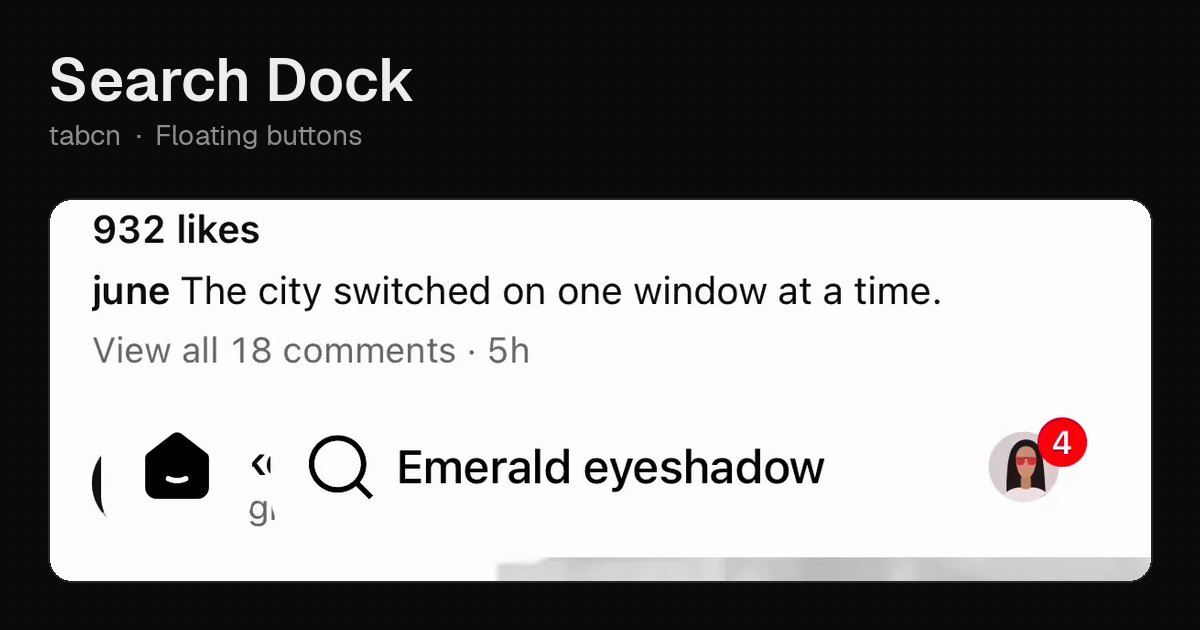 Search Dock
tabcn · Floating buttons
932 likes
june The city switched on one window at a time.
View all 18 comments · 5h
Emerald eyeshadow
4